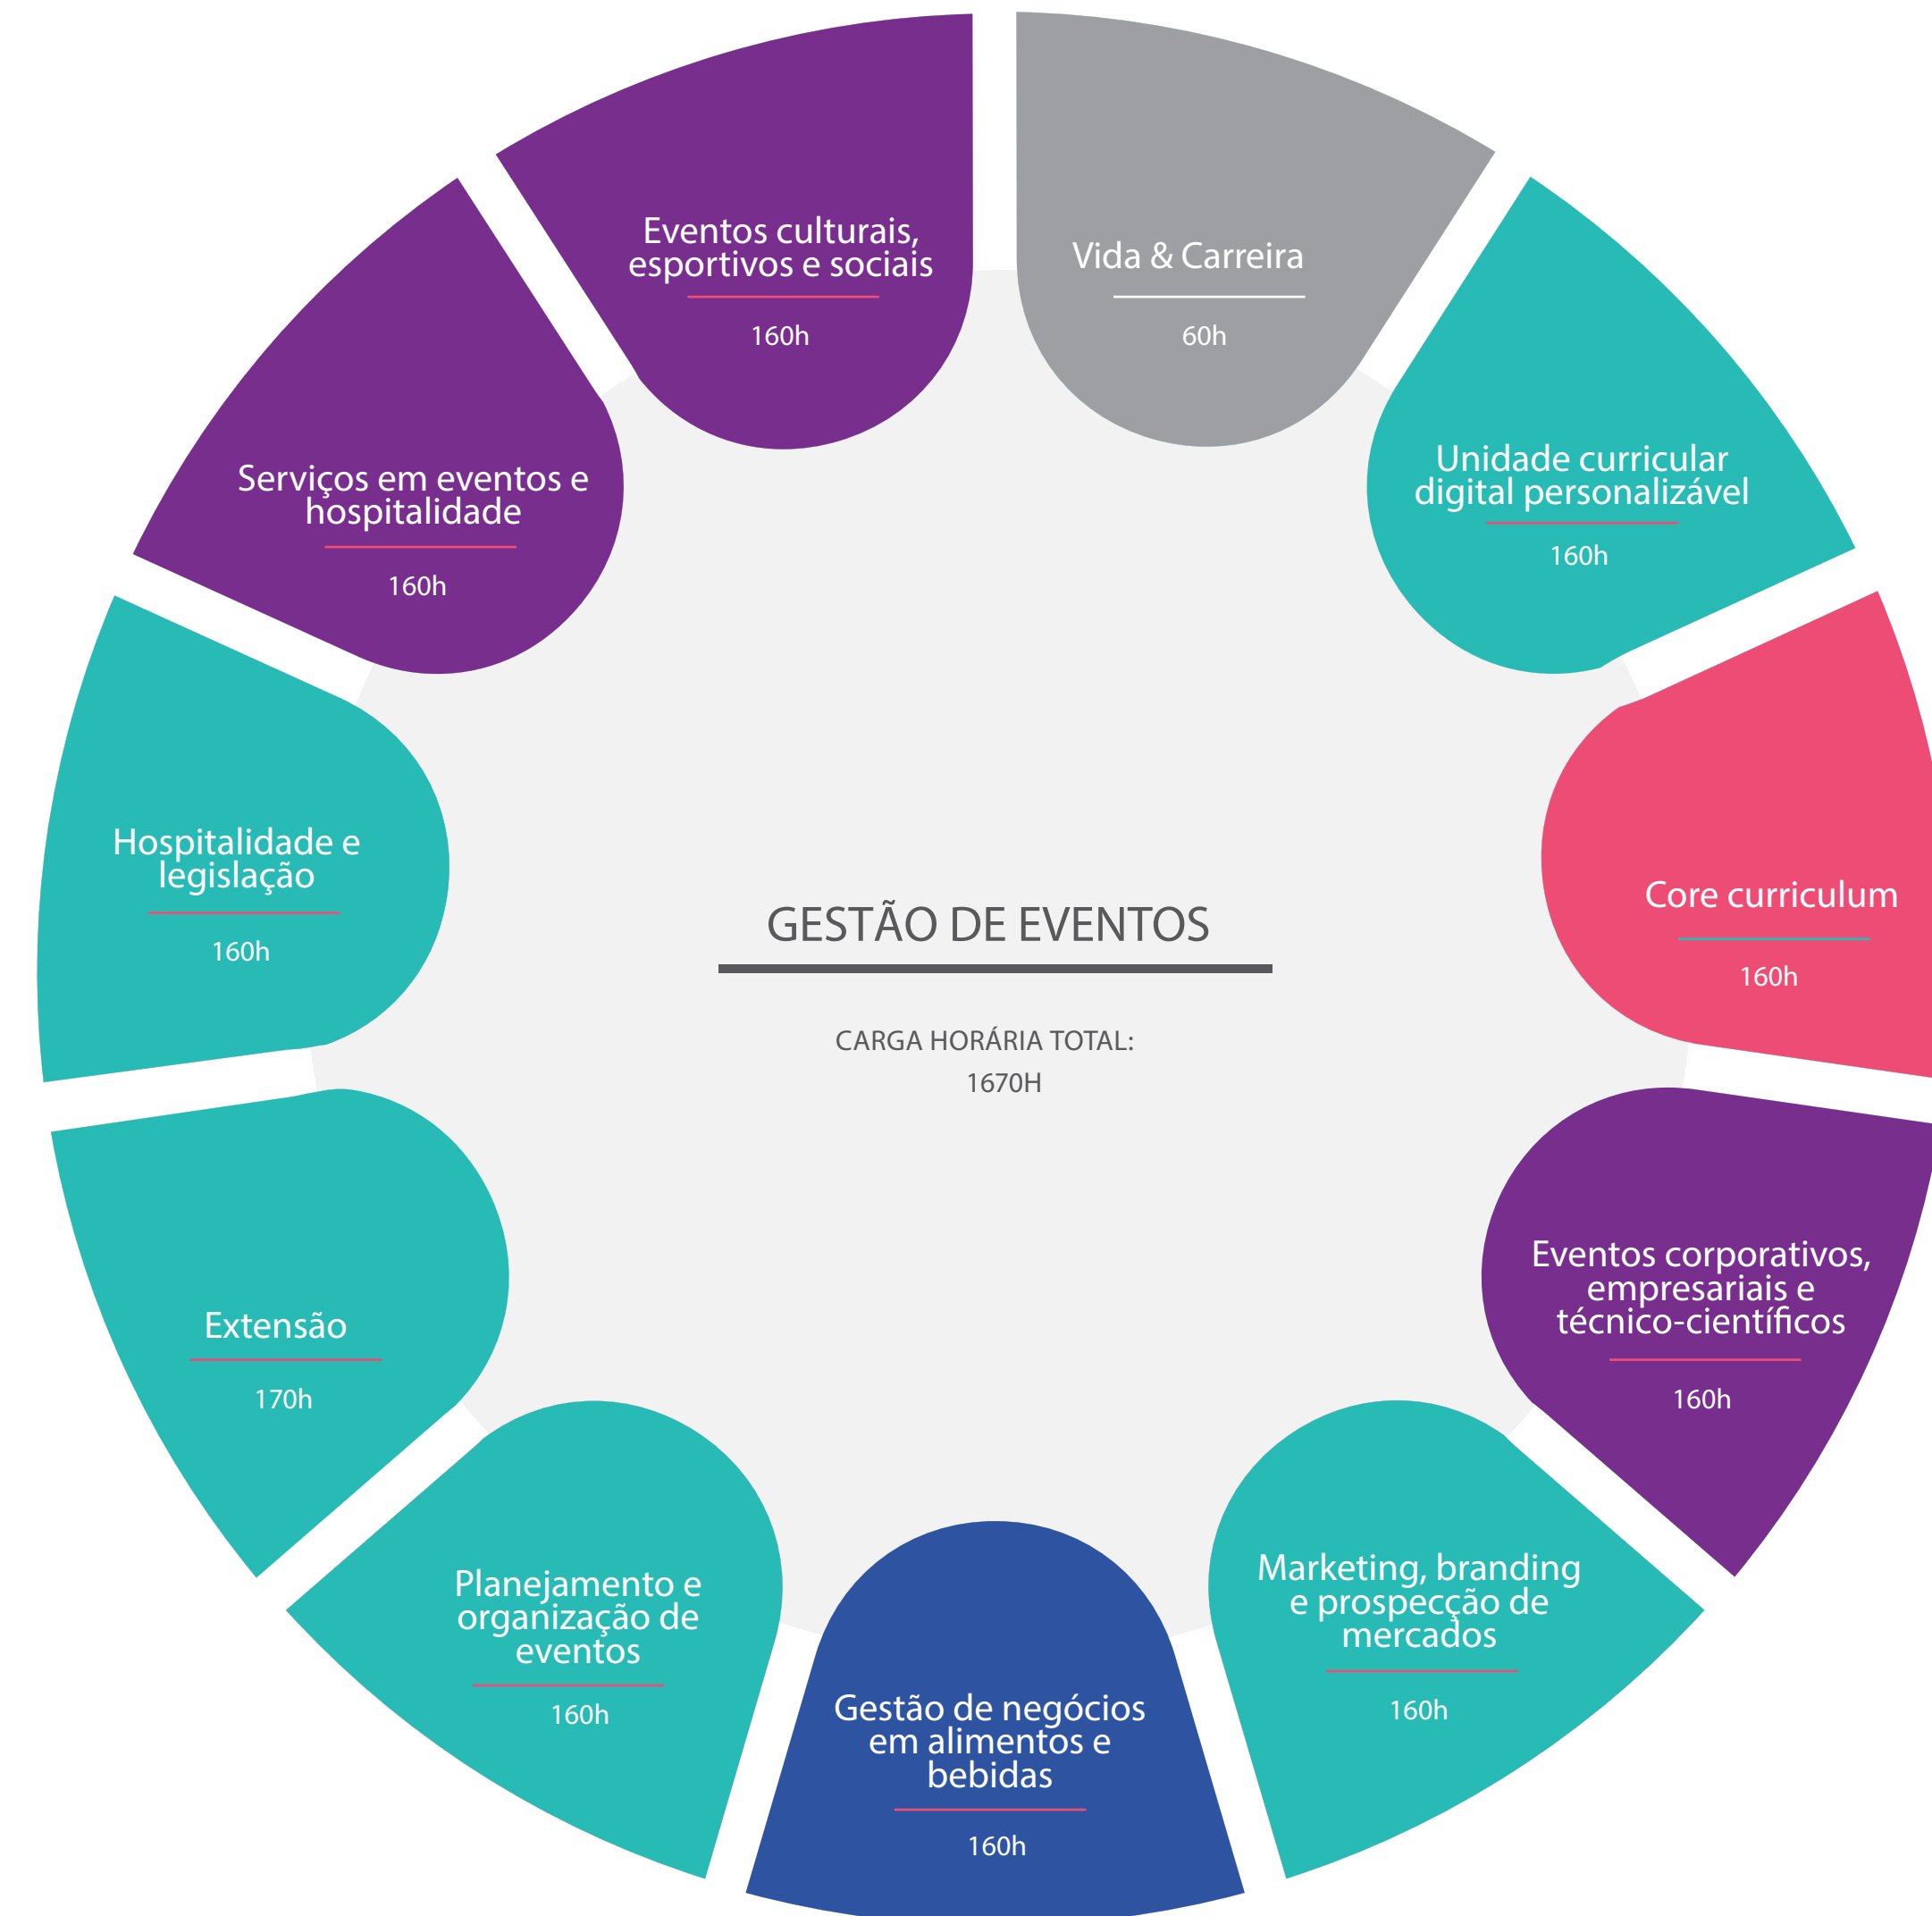 Eventos culturais,
esportivos e sociais
160h
Vida & Carreira
60h
Unidade curricular
digital personalizável
160h
Serviços em eventos e
hospitalidade
160h
Hospitalidade e
legislação
160h
Core curriculum
160h
GESTÃO DE EVENTOS
CARGA HORÁRIA TOTAL:
1670H
Eventos corporativos,
empresariais e
técnico-científicos
160h
Extensão
170h
Planejamento e
organização de
eventos
160h
Marketing, branding
e prospecção de
mercados
160h
Gestão de negócios
em alimentos e
bebidas
160h